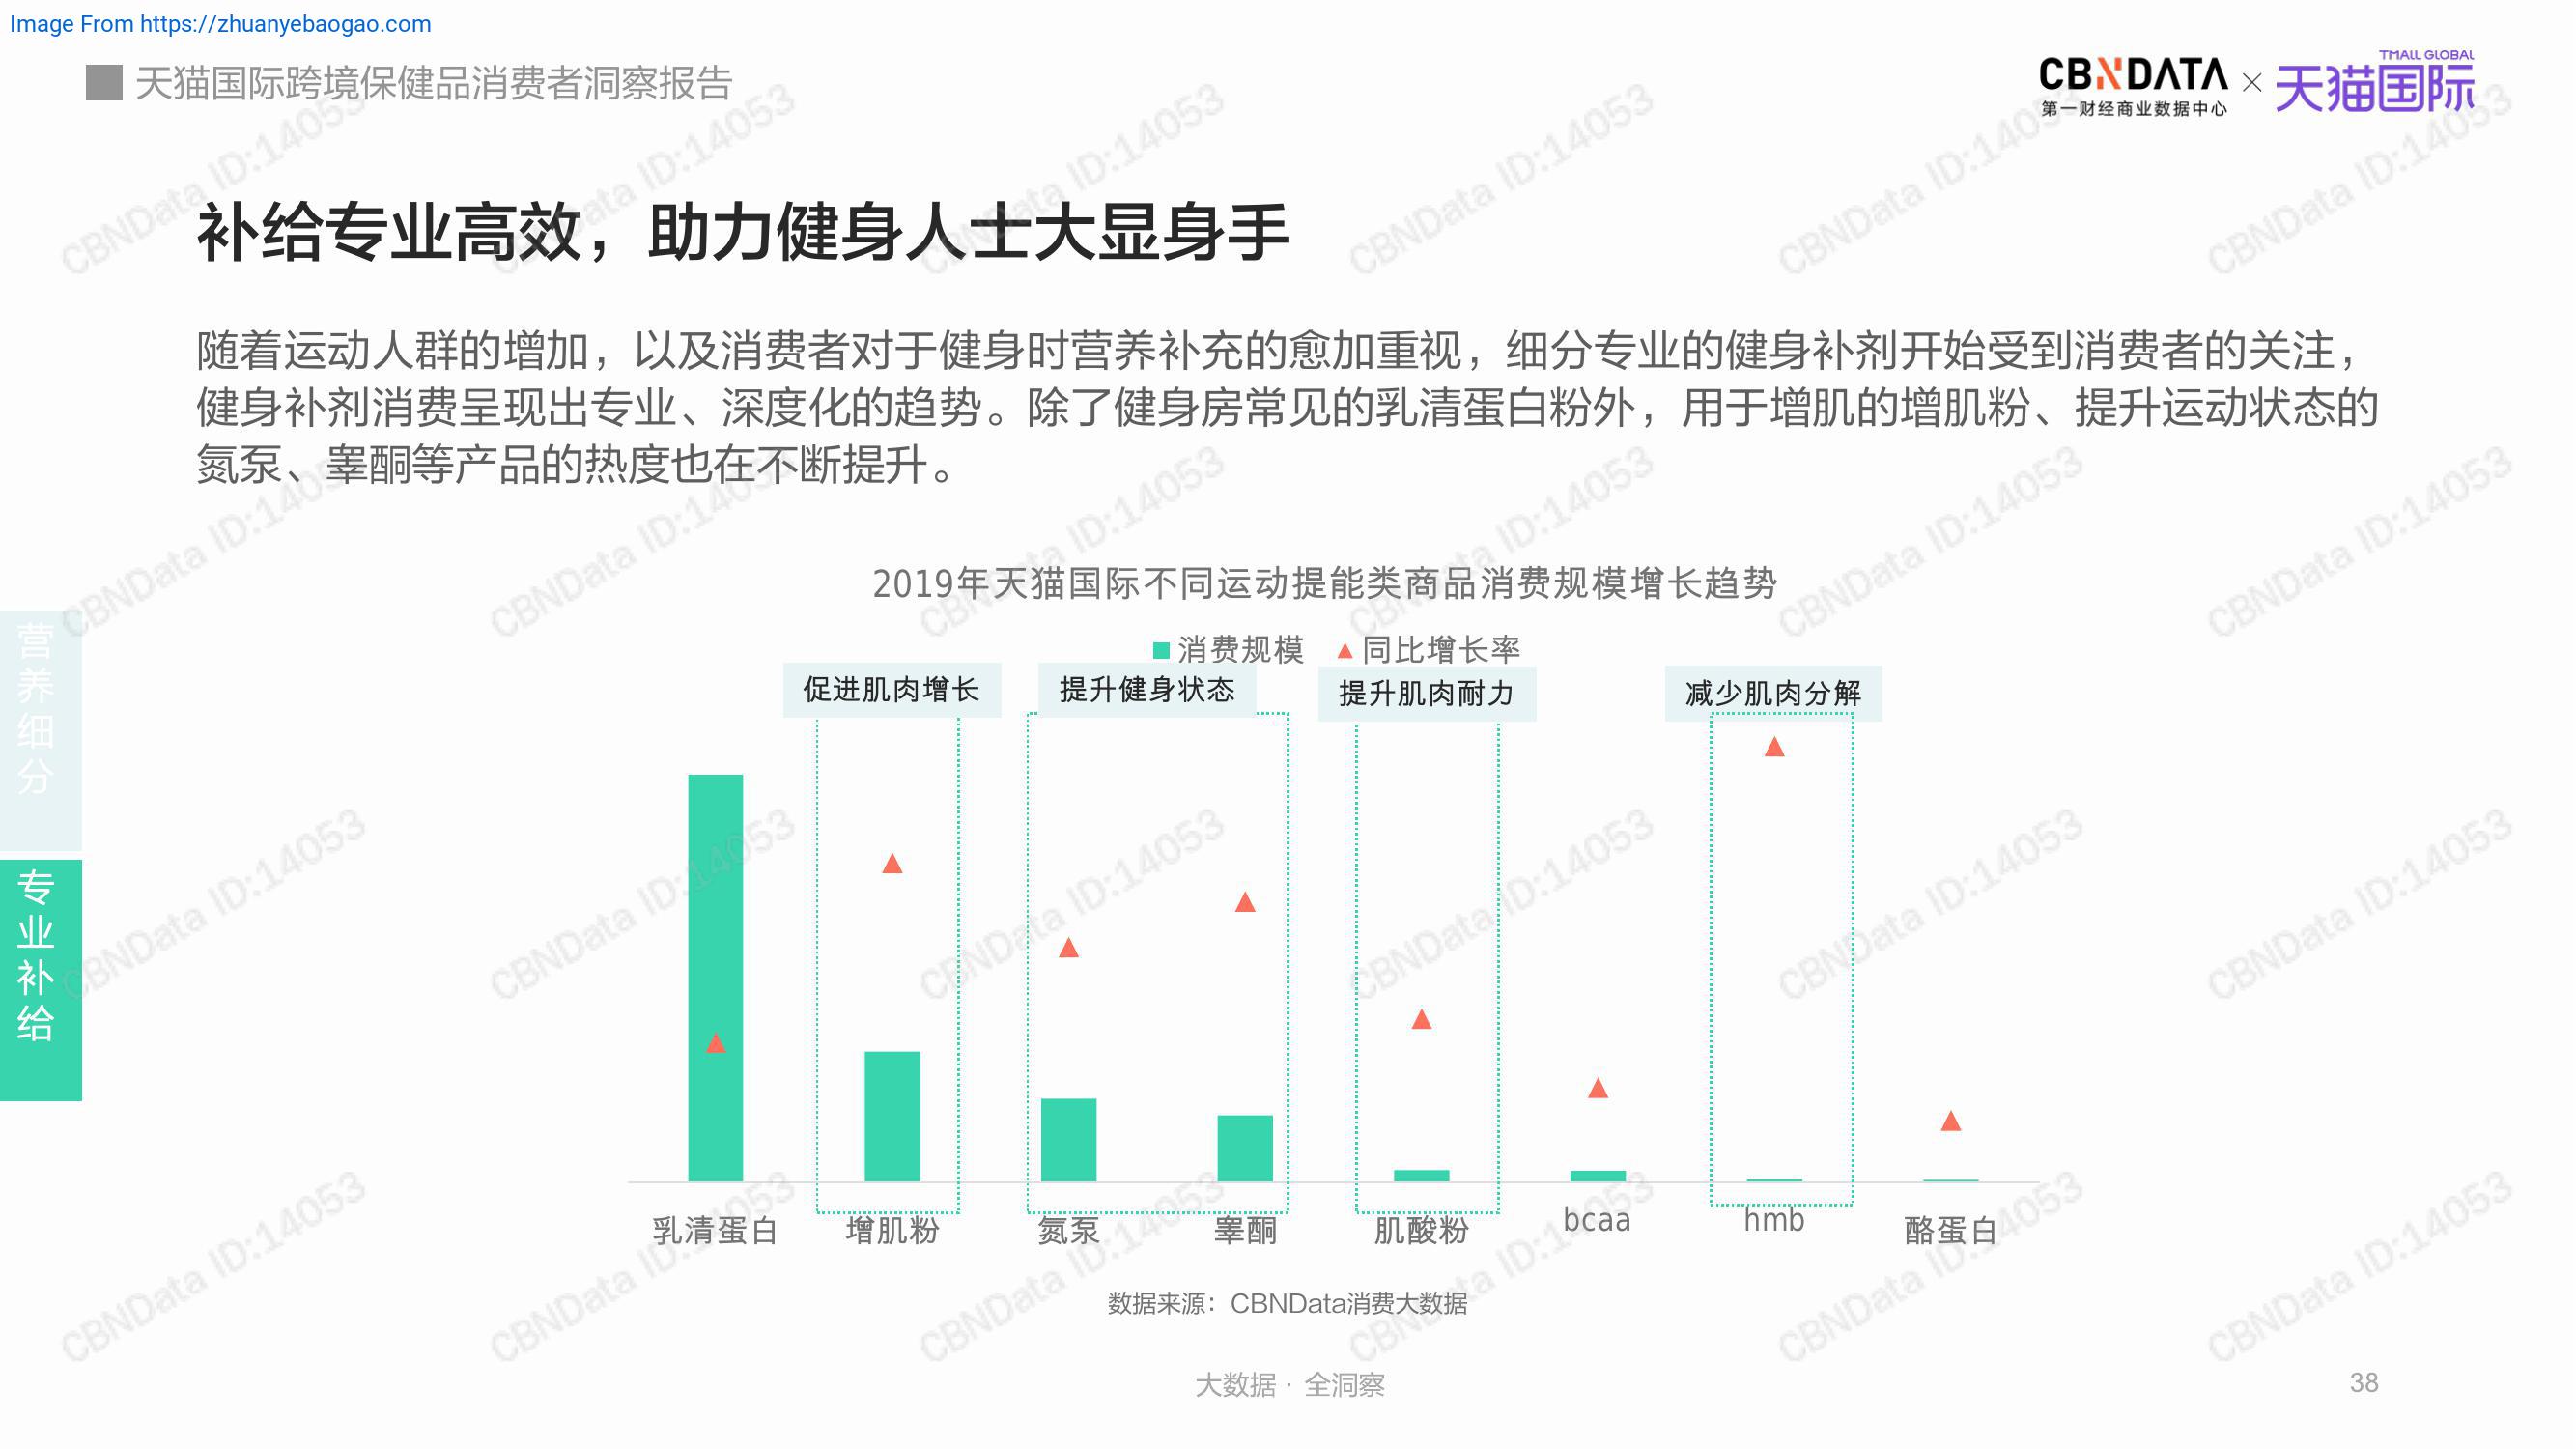 Image From https://zhuanyebaogao.com
天猫国际跨境保健品消费者洞察报告
CBNDATA
第一财经商业数据中心
×
TMALL GLOBAL
天猫国际
补给专业高效，助力健身人士大显身手
随着运动人群的增加，以及消费者对于健身时营养补充的愈加重视，细分专业的健身补剂开始受到消费者的关注，
健身补剂消费呈现出专业、深度化的趋势。除了健身房常见的乳清蛋白粉外，用于增肌的增肌粉、提升运动状态的
氮泵、睾酮等产品的热度也在不断提升。
营养细分
专业补给
2019年天猫国际不同运动提能类商品消费规模增长趋势
消费规模 同比增长率
促进肌肉增长 提升健身状态 提升肌肉耐力 减少肌肉分解
乳清蛋白 增肌粉 氮泵 睾酮 肌酸粉 bcaa hmb 酪蛋白
数据来源：CBNData消费大数据
大数据 · 全洞察
38
CBNData ID:14053